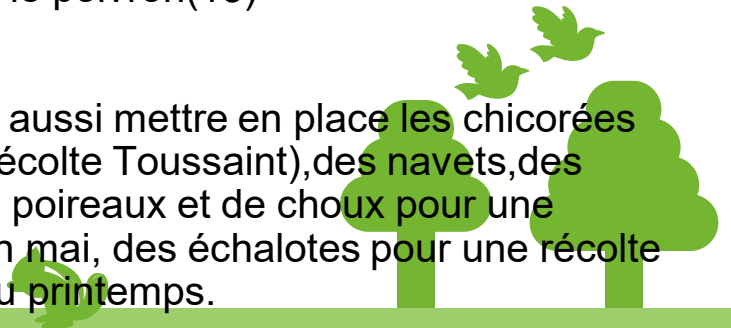 aussi mettre en place les chicorées
écolte Toussaint),des navets,des
poireaux et de choux pour une
mai, des échalotes pour une récolte
printemps.